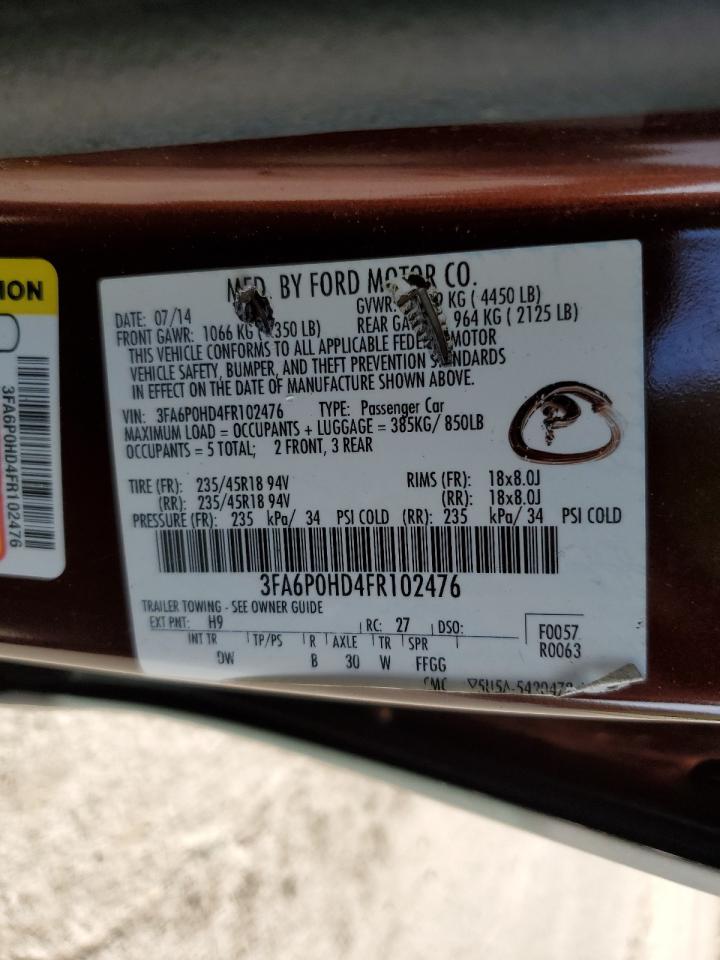 ION
3FA6P0HD4FR102476
MFD. BY FORD MOTOR CO.
DATE: 07/14 GVWR: KG ( 4450 LB)
FRONT GAWR: 1066 KG ( 350 LB) REAR GA 964 KG ( 2125 LB)
THIS VEHICLE CONFORMS TO ALL APPLICABLE FEDERAL MOTOR
VEHICLE SAFETY, BUMPER, AND THEFT PREVENTION STANDARDS
IN EFFECT ON THE DATE OF MANUFACTURE SHOWN ABOVE.
VIN: 3FA6P0HD4FR102476 TYPE: Passenger Car
MAXIMUM LOAD = OCCUPANTS + LUGGAGE = 385KG/ 850LB
OCCUPANTS = 5 TOTAL; 2 FRONT, 3 REAR
P
TIRE (FR): 235/45R18 94V RIMS (FR): 18x8.0J
(RR): 235/45R18 94V (RR): 18x8.0J
PRESSURE (FR): 235 kPa/ 34 PSI COLD (RR): 235 kPa/ 34 PSI COLD
3FA6P0HD4FR102476
TRAILER TOWING - SEE OWNER GUIDE
EXT PNT: H9 RC: 27 DSO: F0057
INT TR TP/PS R AXLE TR SPR R0063
DW B 30 W FFGG